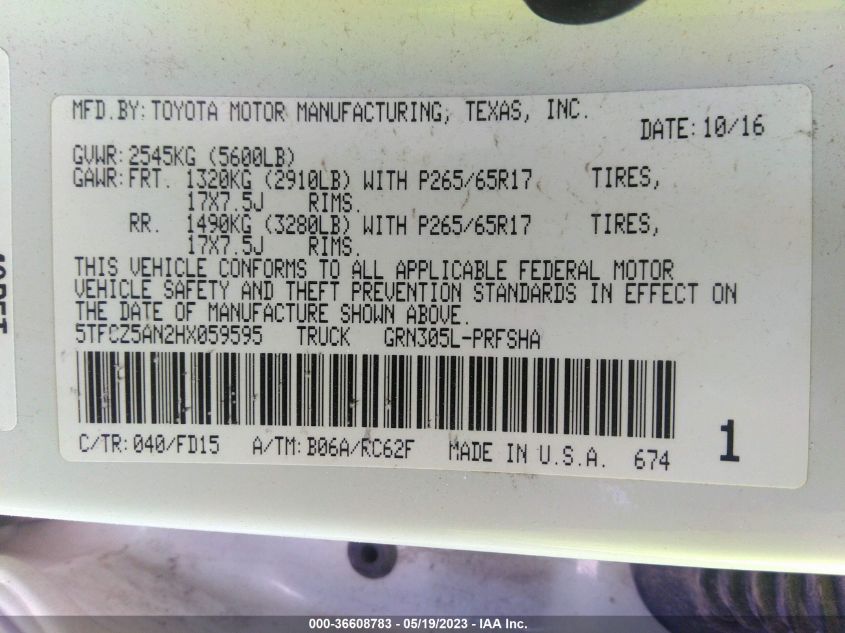 MFD.BY: TOYOTA MOTOR MANUFACTURING, TEXAS, INC.
DATE: 10/16
GVWR: 2545KG (5600LB)
GAWR: FRT. 1320KG (2910LB) WITH P265/65R17 TIRES,
17X7.5J RIMS.
RR. 1490KG (3280LB) WITH P265/65R17 TIRES,
17X7.5J RIMS.
THIS VEHICLE CONFORMS TO ALL APPLICABLE FEDERAL MOTOR
VEHICLE SAFETY AND THEFT PREVENTION STANDARDS IN EFFECT ON
THE DATE OF MANUFACTURE SHOWN ABOVE.
5TFCZ5AN2HX059595 TRUCK GRN305L-PRFSHA
C/TR: 040/FD15 A/TM: B06A/RC62F MADE IN U.S.A. 674 1
000-36608783 - 05/19/2023 - IAA Inc.